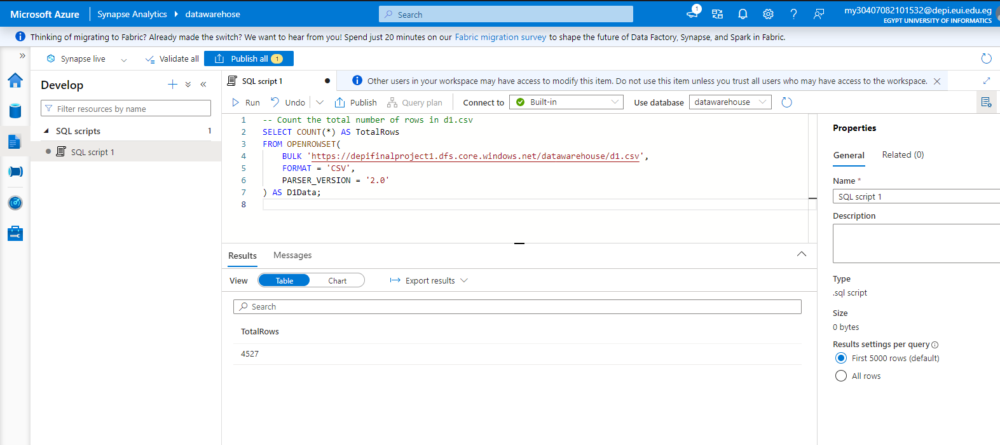 Microsoft Azure
Synapse Analytics
datawarehose
Search
1
my30407082101532@depi.eui.edu.eg
EGYPT UNIVERSITY OF INFORMATICS
Thinking of migrating to Fabric? Already made the switch? We want to hear from you! Spend just 20 minutes on our Fabric migration survey to shape the future of Data Factory, Synapse, and Spark in Fabric.
Synapse live
Validate all
Publish all 1
Develop
Filter resources by name
SQL scripts 1
SQL script 1
SQL script 1
Other users in your workspace may have access to modify this item. Do not use this item unless you trust all users who may have access to the workspace.
Run
Undo
Publish
Query plan
Connect to
Built-in
Use database
datawarehouse
1 -- Count the total number of rows in d1.csv
2 SELECT COUNT(*) AS TotalRows
3 FROM OPENROWSET(
4 BULK 'https://depifinalproject1.dfs.core.windows.net/datawarehouse/d1.csv',
5 FORMAT = 'CSV',
6 PARSER_VERSION = '2.0'
7 ) AS D1Data;
8
Results
Messages
View
Table
Chart
Export results
Search
TotalRows
4527
Properties
General
Related (0)
Name *
SQL script 1
Description
Type
.sql script
Size
0 bytes
Results settings per query
First 5000 rows (default)
All rows